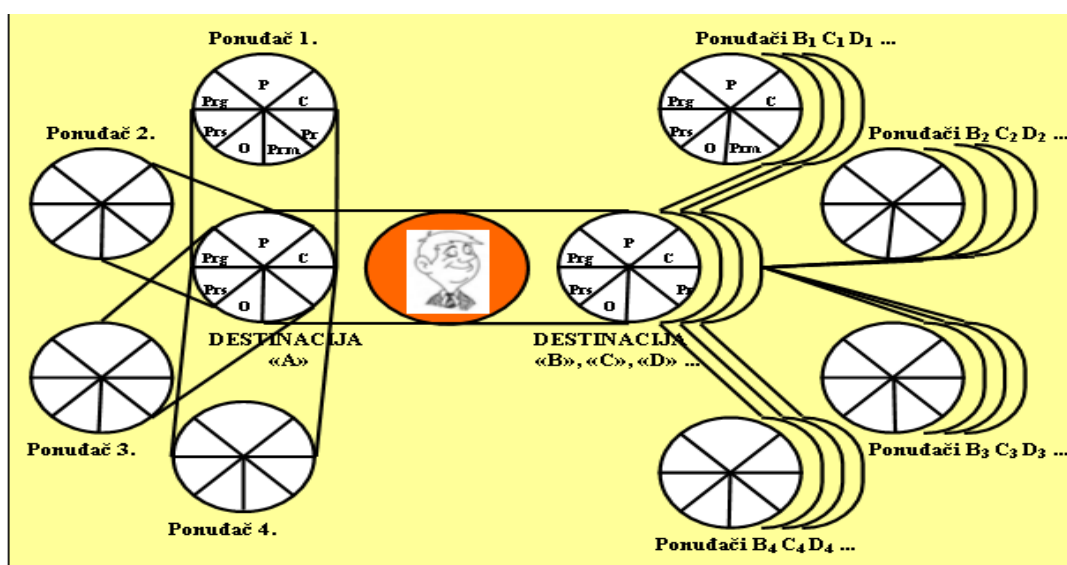 Ponuđač 1.
P
Prg
C
Prs
Pr
O
Prm
Ponuđač 2.
P
Prg
C
Prs
O
DESTINACIJA
«A»
Ponuđač 3.
Ponuđač 4.
Ponuđači B₁ C₁ D₁ ...
P
Prg
C
Prs
O
Prm
Ponuđači B₂ C₂ D₂ ...
P
Prg
C
Prs
Pr
O
DESTINACIJA
«B», «C», «D» ...
Ponuđači B₃ C₃ D₃ ...
Ponuđači B₄ C₄ D₄ ...